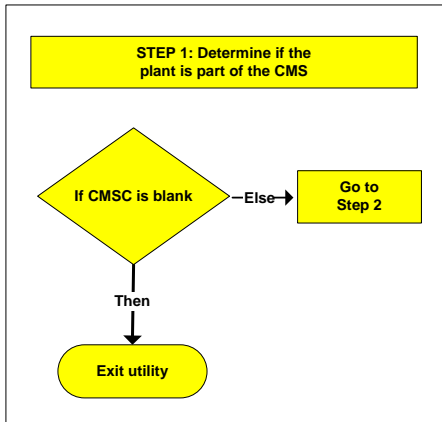 STEP 1: Determine if the
plant is part of the CMS
If CMSC is blank
Else
Go to
Step 2
Then
Exit utility